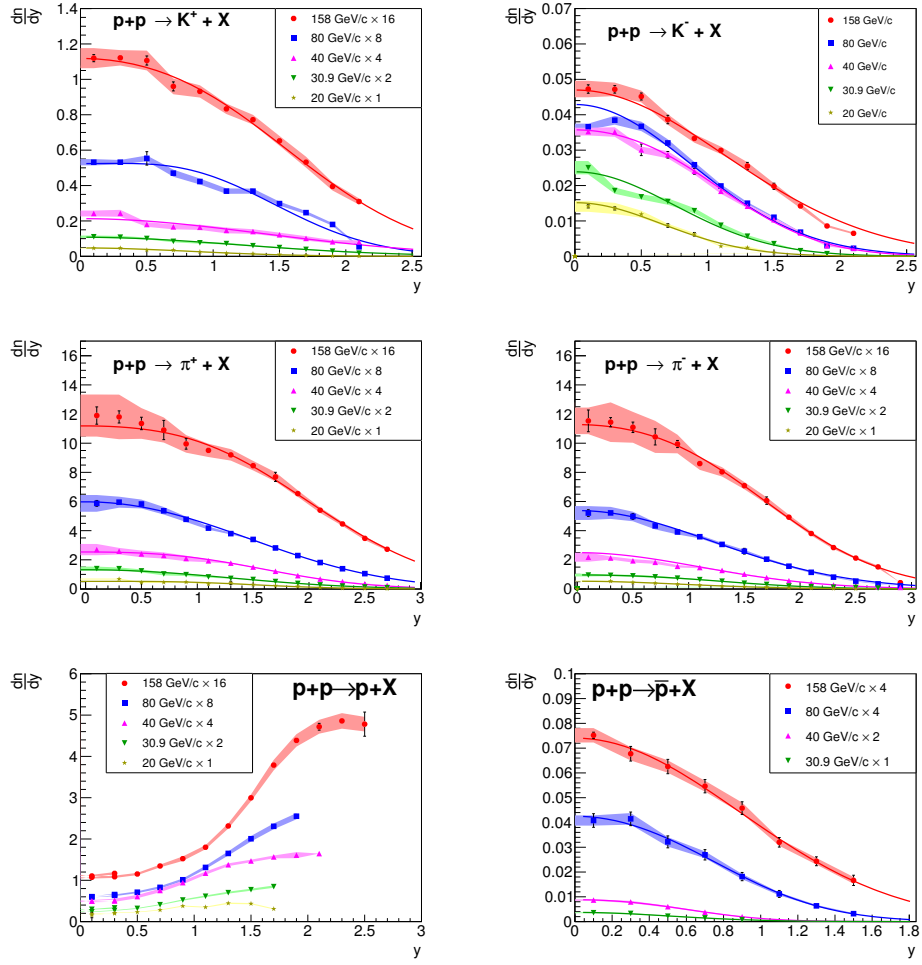 dn
dy
p+p → K⁺ + X
158 GeV/c × 16
80 GeV/c × 8
40 GeV/c × 4
30.9 GeV/c × 2
20 GeV/c × 1
1.4
1.2
1
0.8
0.6
0.4
0.2
0
0 0.5 1 1.5 2 2.5
y
dn
dy
p+p → K⁻ + X
158 GeV/c
80 GeV/c
40 GeV/c
30.9 GeV/c
20 GeV/c
0.07
0.06
0.05
0.04
0.03
0.02
0.01
0
0 0.5 1 1.5 2 2.5
y
dn
dy
p+p → π⁺ + X
158 GeV/c × 16
80 GeV/c × 8
40 GeV/c × 4
30.9 GeV/c × 2
20 GeV/c × 1
16
14
12
10
8
6
4
2
0
0 0.5 1 1.5 2 2.5 3
y
dn
dy
p+p → π⁻ + X
158 GeV/c × 16
80 GeV/c × 8
40 GeV/c × 4
30.9 GeV/c × 2
20 GeV/c × 1
16
14
12
10
8
6
4
2
0
0 0.5 1 1.5 2 2.5 3
y
dn
dy
p+p→p+X
158 GeV/c × 16
80 GeV/c × 8
40 GeV/c × 4
30.9 GeV/c × 2
20 GeV/c × 1
6
5
4
3
2
1
0
0 0.5 1 1.5 2 2.5 3
y
dn
dy
p+p→p̅+X
158 GeV/c × 4
80 GeV/c × 4
40 GeV/c × 2
30.9 GeV/c × 1
0.1
0.09
0.08
0.07
0.06
0.05
0.04
0.03
0.02
0.01
0
0 0.2 0.4 0.6 0.8 1 1.2 1.4 1.6 1.8
y